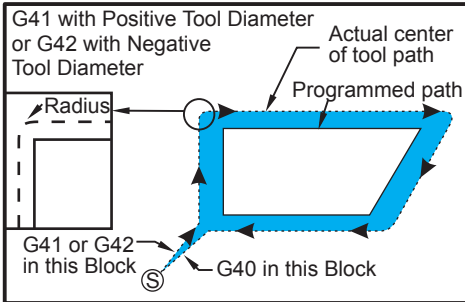 G41 with Positive Tool Diameter
or G42 with Negative
Tool Diameter
Actual center
of tool path
Programmed path
Radius
G41 or G42
in this Block
G40 in this Block
S